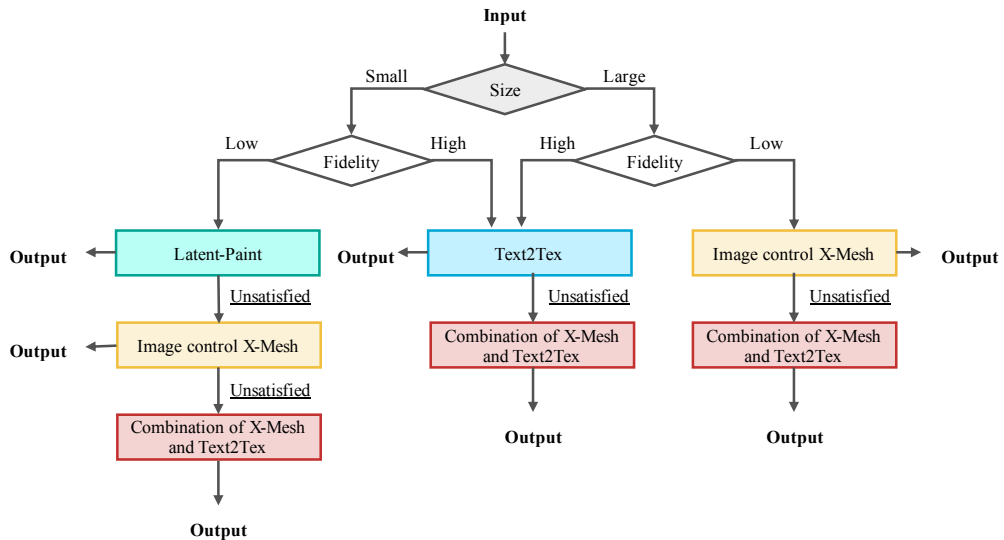 Input
Small
Size
Large
Low
Fidelity
High
High
Fidelity
Low
Output
Latent-Paint
Output
Text2Tex
Image control X-Mesh
Output
Unsatisfied
Unsatisfied
Unsatisfied
Output
Image control X-Mesh
Combination of X-Mesh
and Text2Tex
Combination of X-Mesh
and Text2Tex
Unsatisfied
Combination of X-Mesh
and Text2Tex
Output
Output
Output